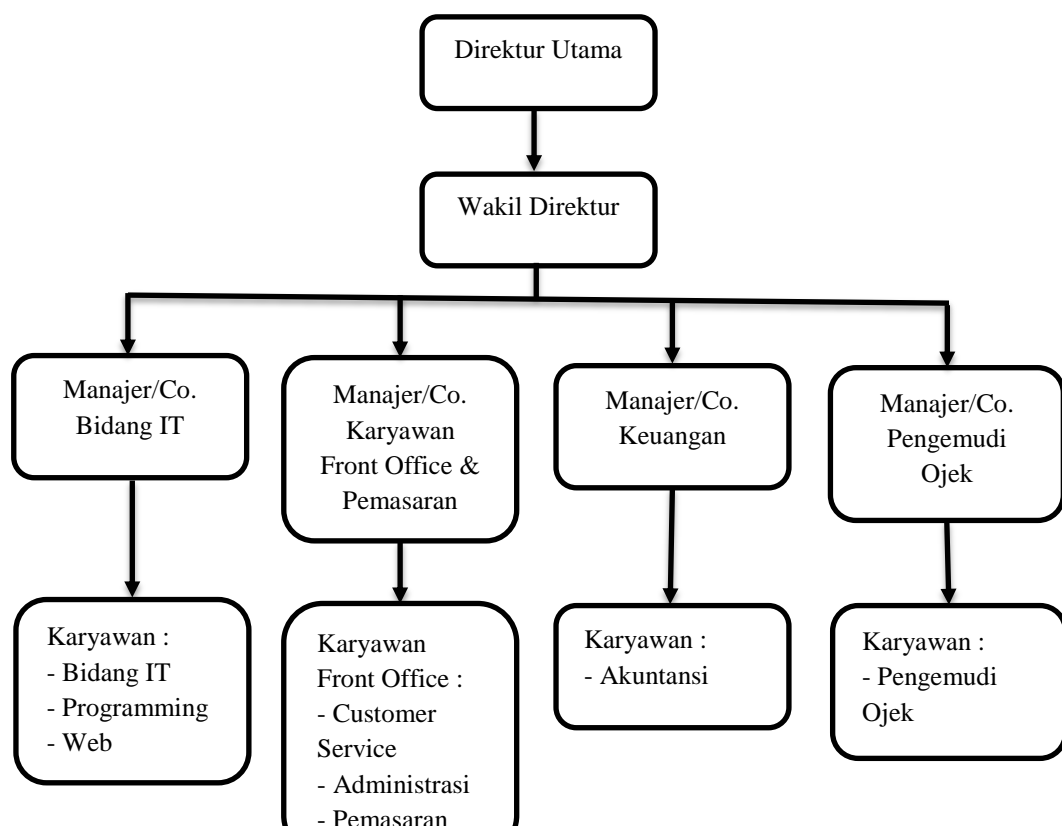 Direktur Utama
Wakil Direktur
Manajer/Co.
Bidang IT
Manajer/Co.
Karyawan
Front Office &
Pemasaran
Manajer/Co.
Keuangan
Manajer/Co.
Pengemudi
Ojek
Karyawan :
- Bidang IT
- Programming
- Web
Karyawan
Front Office :
- Customer
Service
- Administrasi
- Pemasaran
Karyawan :
- Akuntansi
Karyawan :
- Pengemudi
Ojek